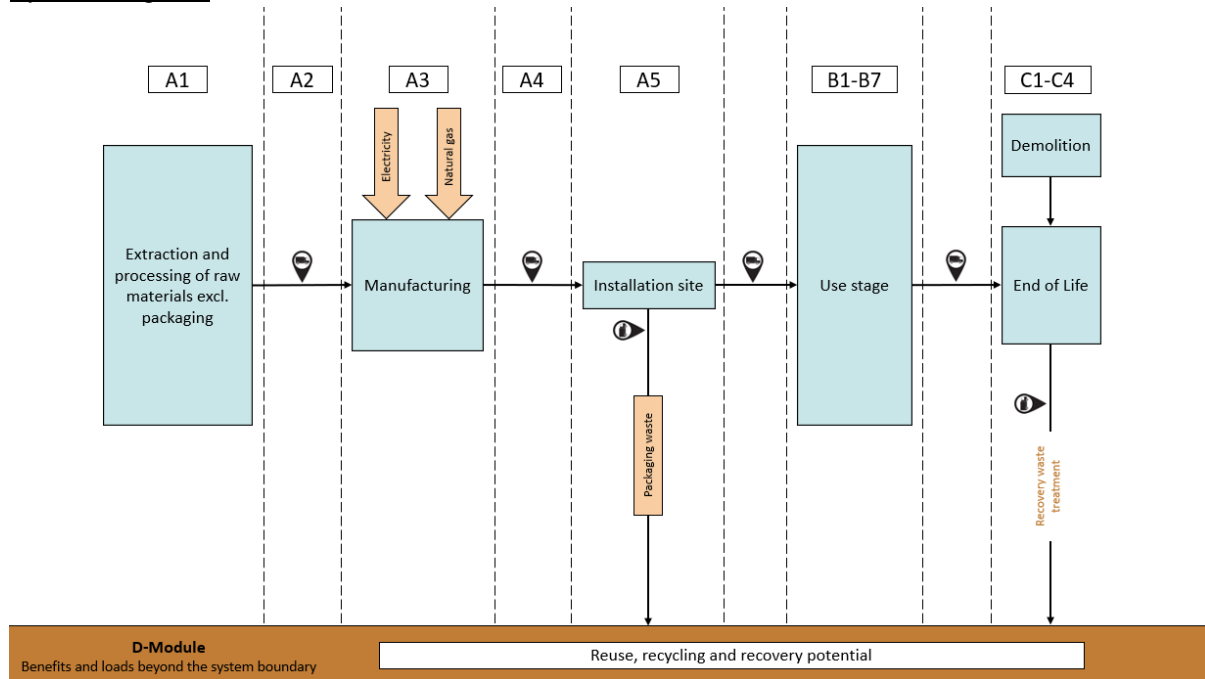 A1
A2
A3
A4
A5
B1-B7
C1-C4
Electricity
Natural gas
Demolition
Extraction and
processing of raw
materials excl.
packaging
Manufacturing
Installation site
Use stage
End of Life
Packaging waste
Recovery waste
treatment
D-Module
Benefits and loads beyond the system boundary
Reuse, recycling and recovery potential